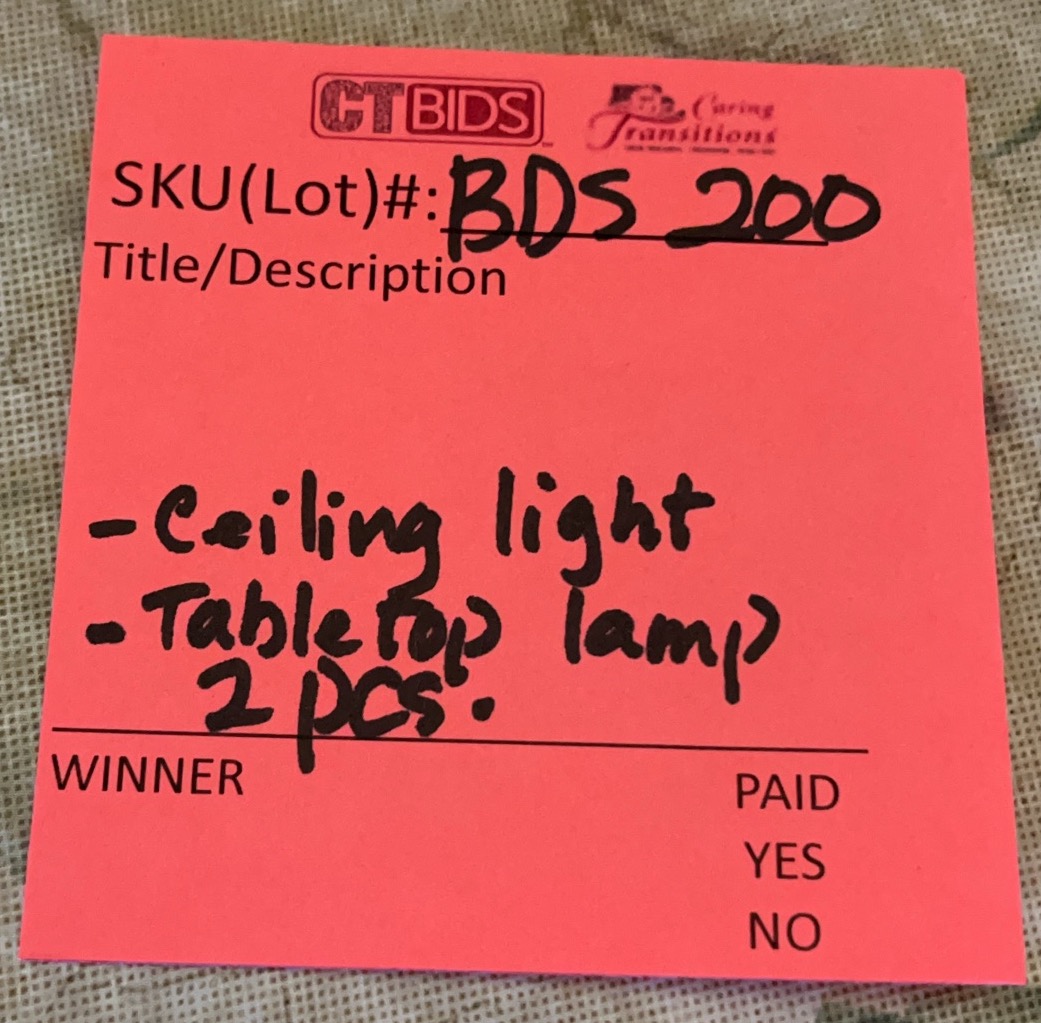 CTBIDS Caring Transitions
SKU(Lot)#: BDS 200
Title/Description
- Ceiling light
- Tabletop lamp
2 pcs.
WINNER PAID
YES
NO